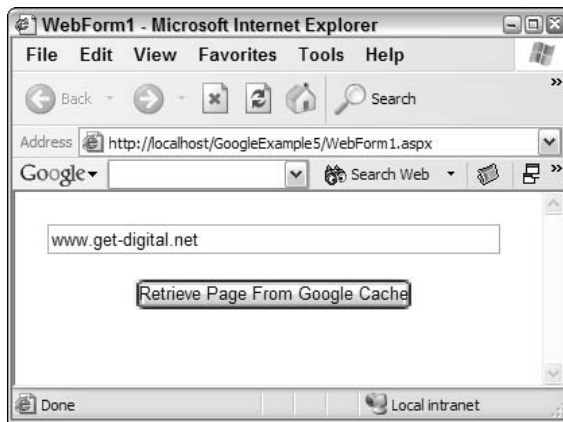 WebForm1 - Microsoft Internet Explorer
File Edit View Favorites Tools Help
Back Search
Address http://localhost/GoogleExample5/WebForm1.aspx
Google Search Web
www.get-digital.net
Retrieve Page From Google Cache
Done Local intranet